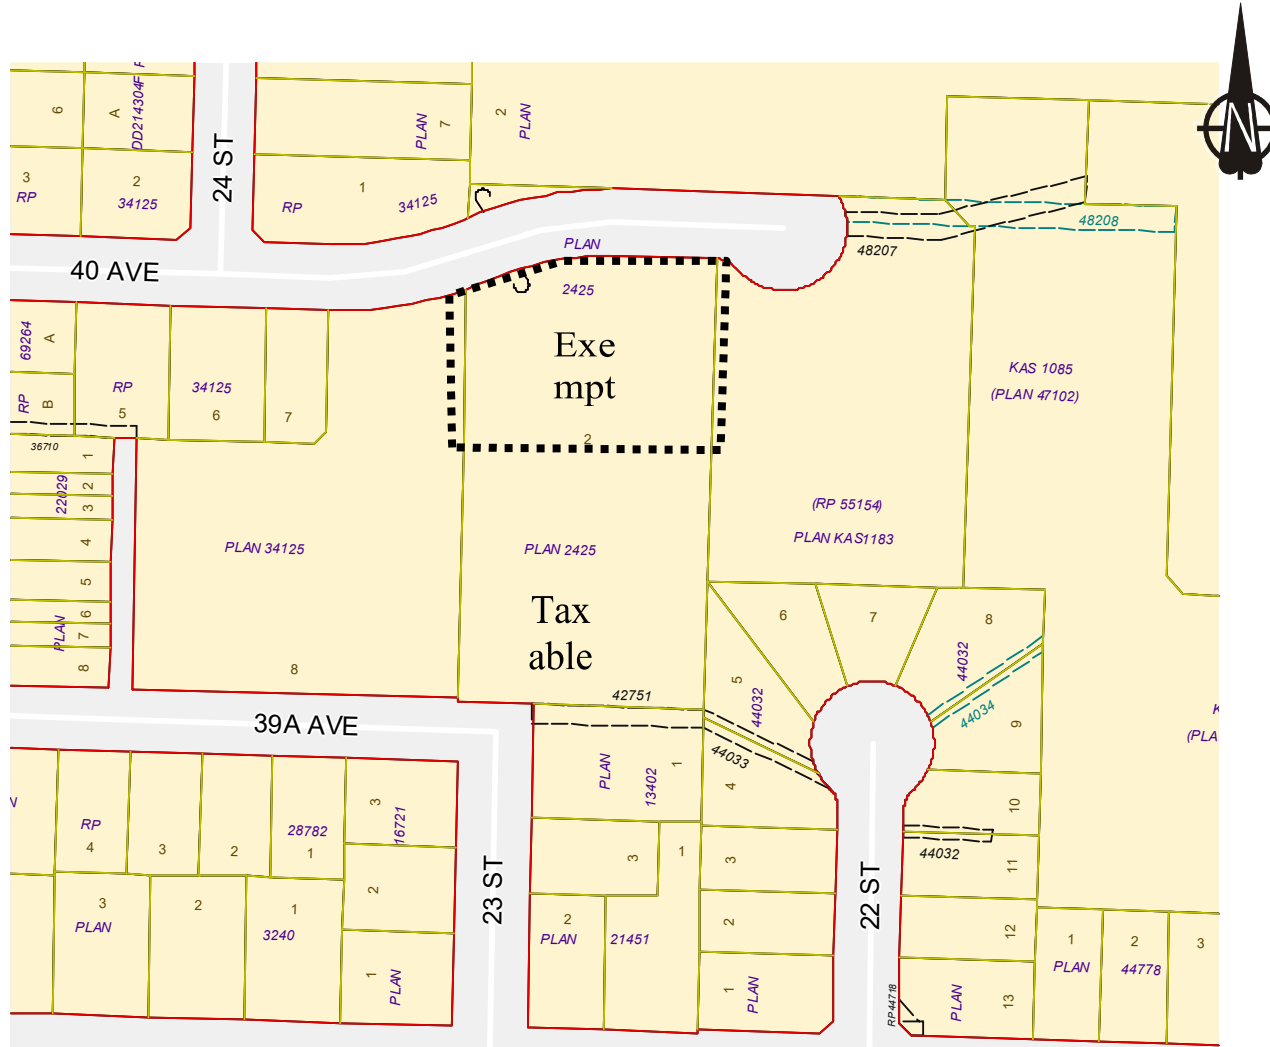 N
6
A
DD214304F
PLAN
7
2
PLAN
3
RP
2
34125
24 ST
RP
1
34125
40 AVE
PLAN
2425
48208
48207
69264
A
RP
B
RP
5
34125
6
7
Exe
mpt
2
KAS 1085
(PLAN 47102)
36710
1
22029
2
3
4
5
6
PLAN
7
8
PLAN 34125
8
PLAN 2425
(RP 55154)
PLAN KAS1183
Tax
able
6
7
8
44032
44034
9
5
44032
42751
44033
39A AVE
PLAN
13402
1
4
K
(PLA
N
RP
4
3
2
28782
1
3
16721
2
3
PLAN
2
1
3240
1
PLAN
23 ST
3
1
2
PLAN
21451
3
2
1
PLAN
22 ST
10
44032
11
12
13
PLAN
RP44718
1
PLAN
2
44778
3